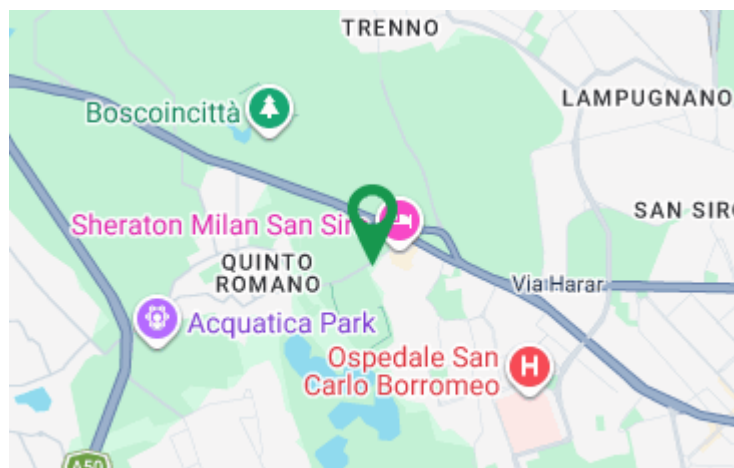 TRENNO
LAMPUGNANO
Boscoincittà
SAN SIRO
Sheraton Milan San Sir
QUINTO
ROMANO
Via Harar
Acquatica Park
Ospedale San
Carlo Borromeo
H
A50